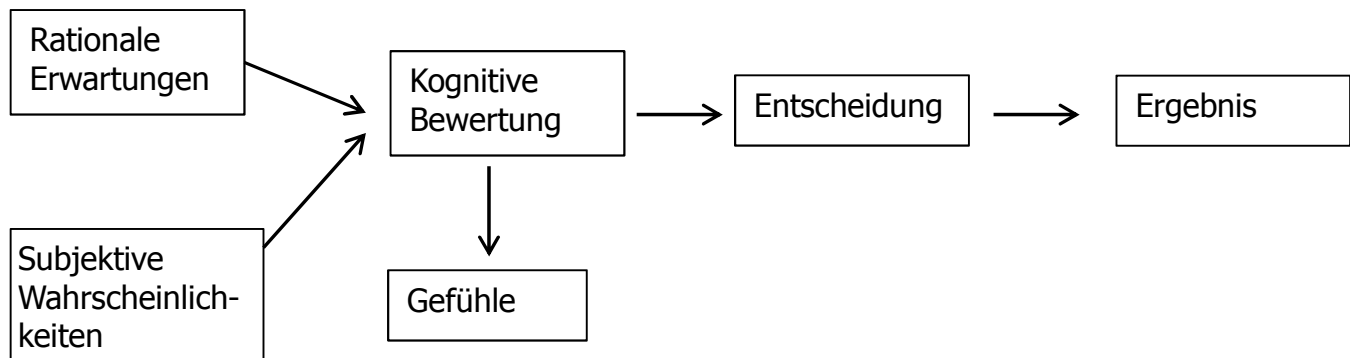 Rationale
Erwartungen
Kognitive
Bewertung
Entscheidung
Ergebnis
Subjektive
Wahrscheinlich-
keiten
Gefühle